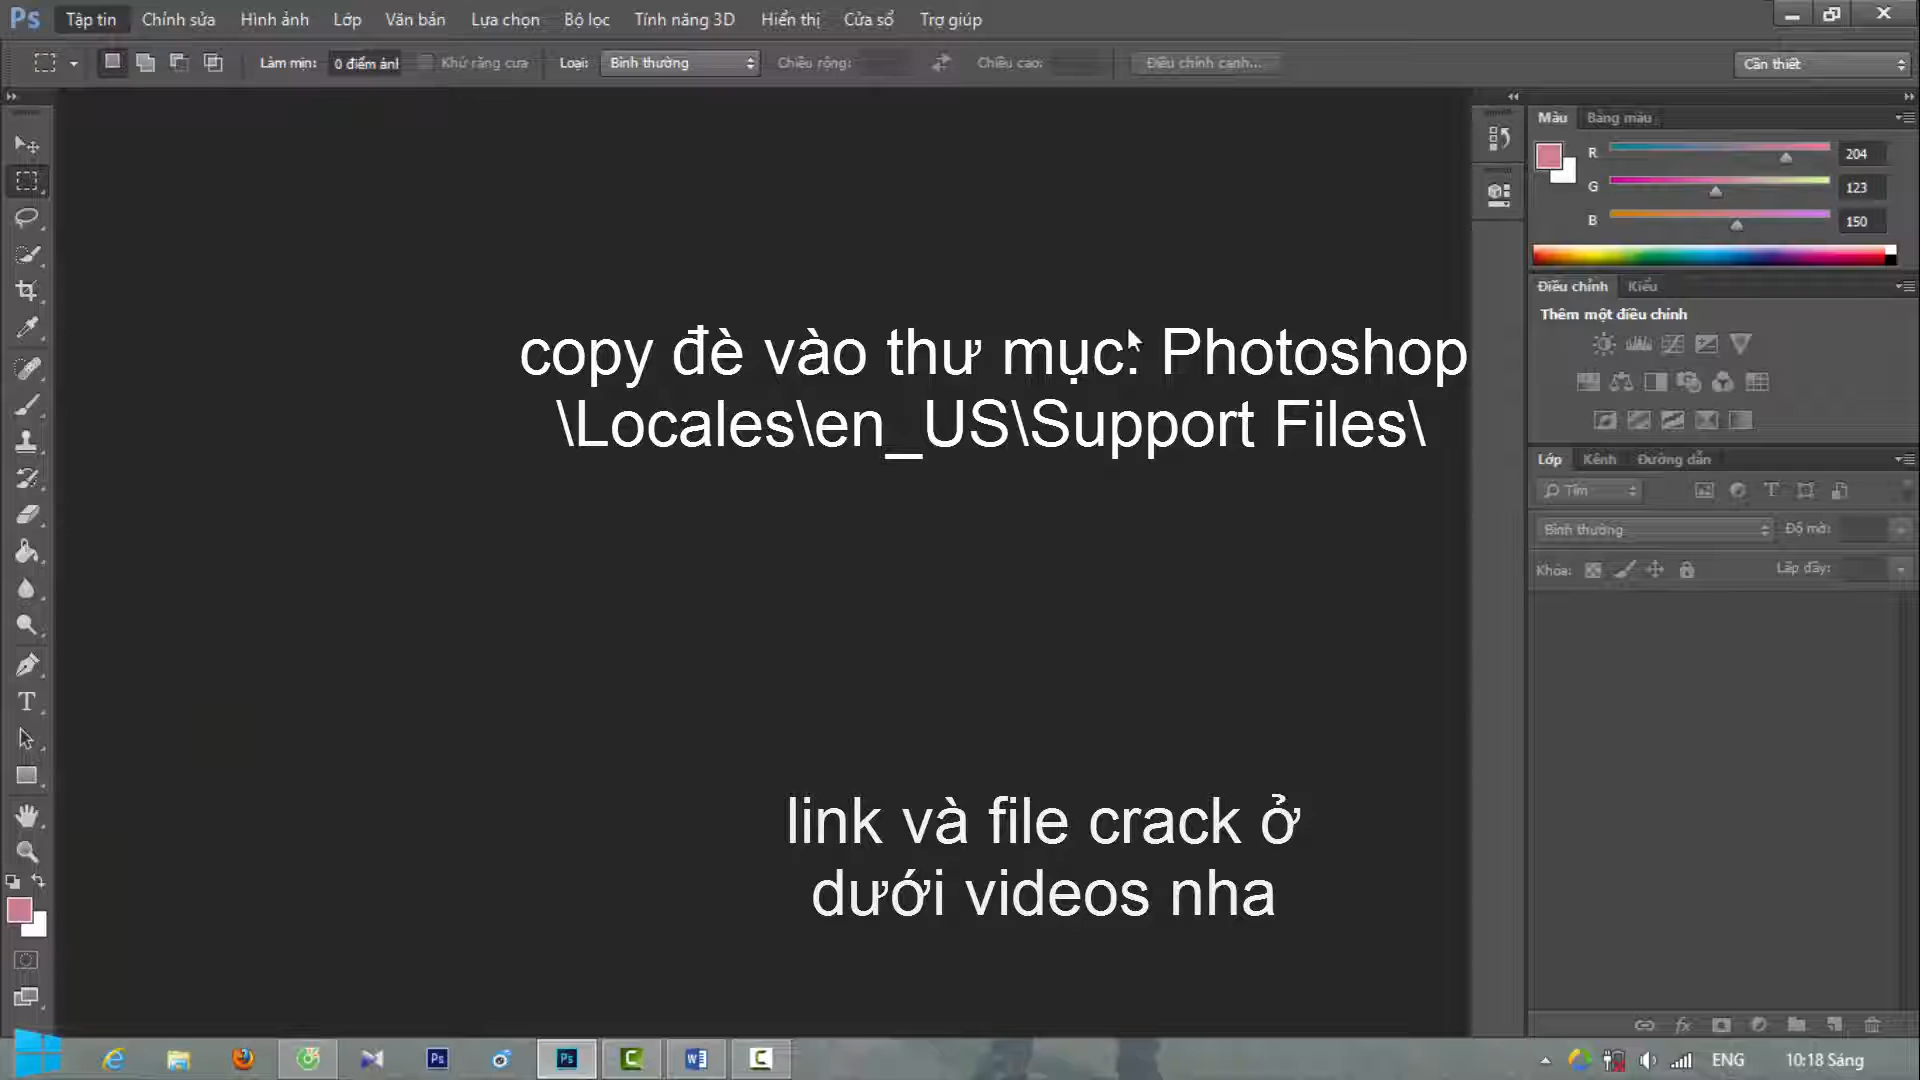 Ps Tập tin Chỉnh sửa Hình ảnh Lớp Văn bản Lựa chọn Bộ lọc Tính năng 3D Hiển thị Cửa sổ Trợ giúp
Làm mịn: 0 điểm ảnh Khử răng cưa Loại: Bình thường Chiều rộng: Chiều cao: Điều chỉnh cạnh... Cần thiết
Màu Bảng màu
R 204
G 123
B 150
Điều chỉnh Kiểu
Thêm một điều chỉnh
copy đè vào thư mục: Photoshop
\Locales\en_US\Support Files\
Lớp Kênh Đường dẫn
Tìm
Bình thường Độ mờ:
Khóa: Lấp đầy:
link và file crack ở
dưới videos nha
ENG 10:18 Sáng